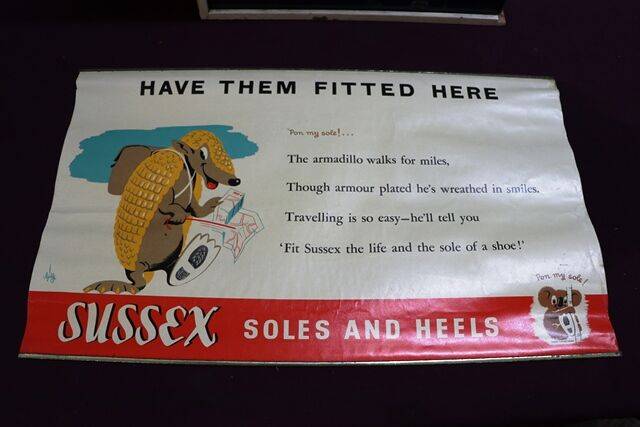 HAVE THEM FITTED HERE
'Pon my sole!...
The armadillo walks for miles,
Though armour plated he's wreathed in smiles.
Travelling is so easy—he'll tell you
'Fit Sussex the life and the sole of a shoe!'
'Pon my sole!
SUSSEX SOLES AND HEELS